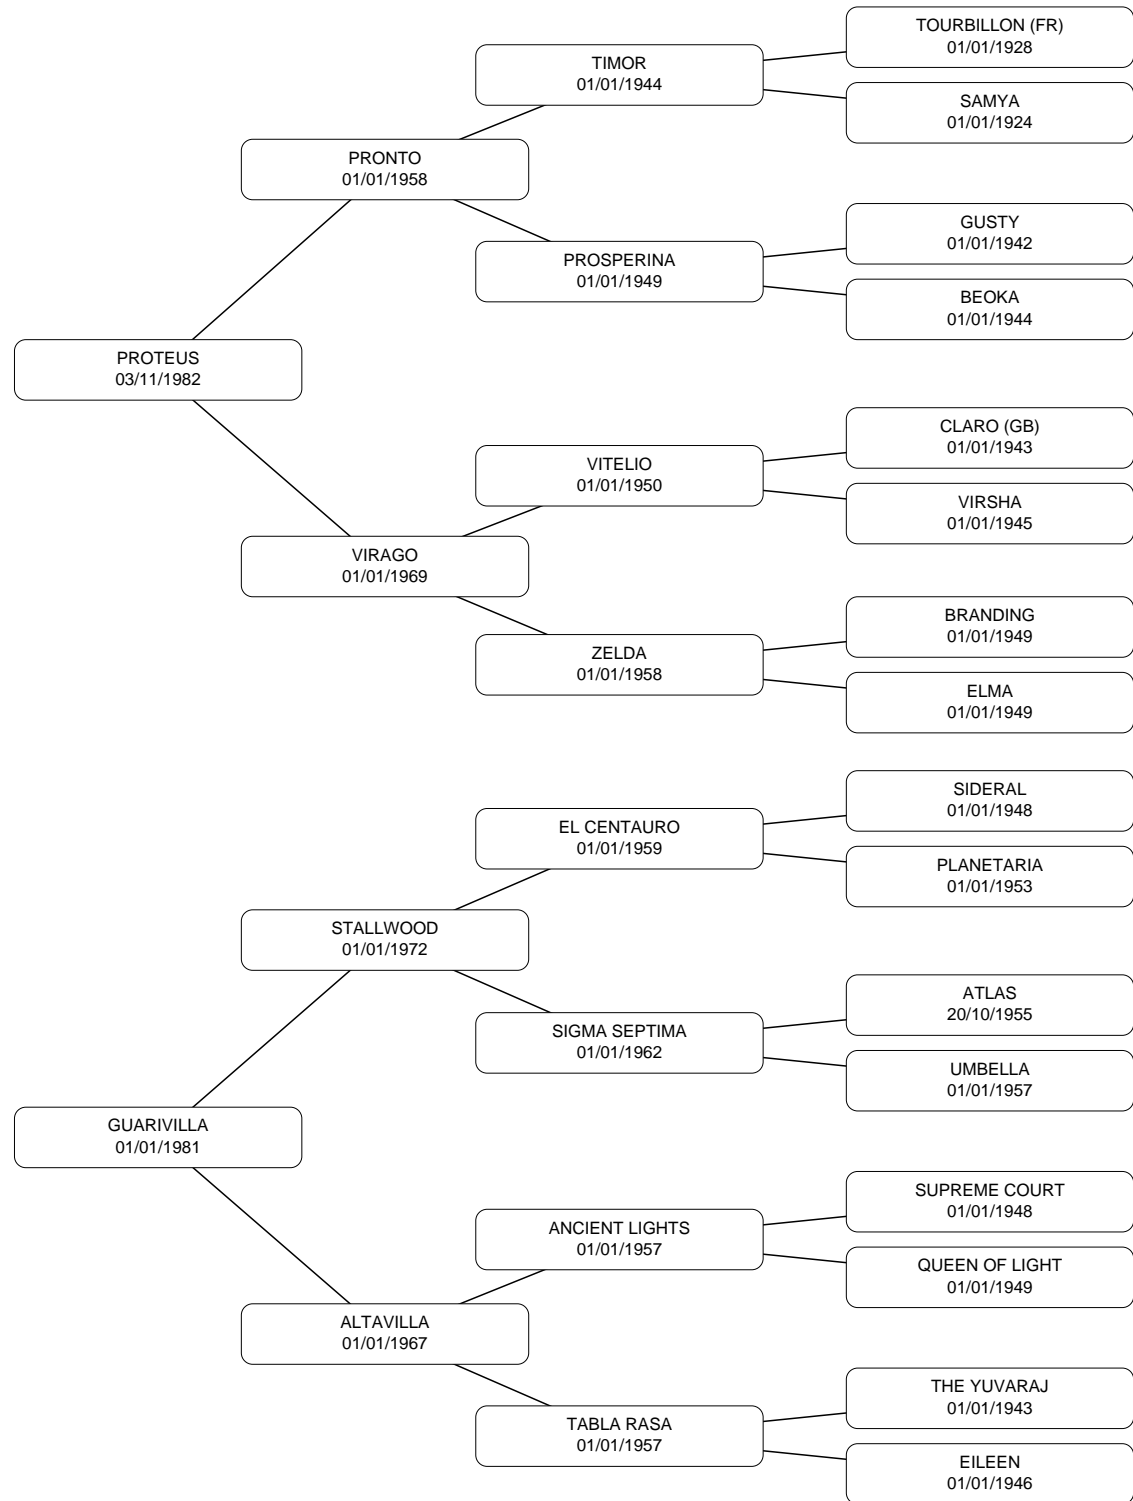 TOURBILLON (FR)
01/01/1928
TIMOR
01/01/1944
SAMYA
01/01/1924
PRONTO
01/01/1958
GUSTY
01/01/1942
PROSPERINA
01/01/1949
BEOKA
01/01/1944
PROTEUS
03/11/1982
CLARO (GB)
01/01/1943
VITELIO
01/01/1950
VIRSHA
01/01/1945
VIRAGO
01/01/1969
BRANDING
01/01/1949
ZELDA
01/01/1958
ELMA
01/01/1949
SIDERAL
01/01/1948
EL CENTAURO
01/01/1959
PLANETARIA
01/01/1953
STALLWOOD
01/01/1972
ATLAS
20/10/1955
SIGMA SEPTIMA
01/01/1962
UMBELLA
01/01/1957
GUARIVILLA
01/01/1981
SUPREME COURT
01/01/1948
ANCIENT LIGHTS
01/01/1957
QUEEN OF LIGHT
01/01/1949
ALTAVILLA
01/01/1967
THE YUVARAJ
01/01/1943
TABLA RASA
01/01/1957
EILEEN
01/01/1946